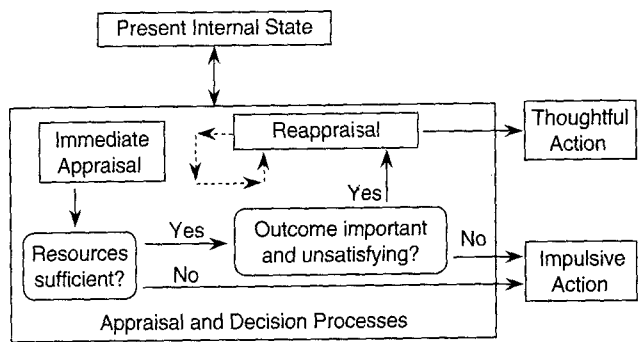 Present Internal State
Immediate
Appraisal
Reappraisal
Thoughtful
Action
Yes
Resources
sufficient?
Yes
Outcome important
and unsatisfying?
No
No
Impulsive
Action
Appraisal and Decision Processes